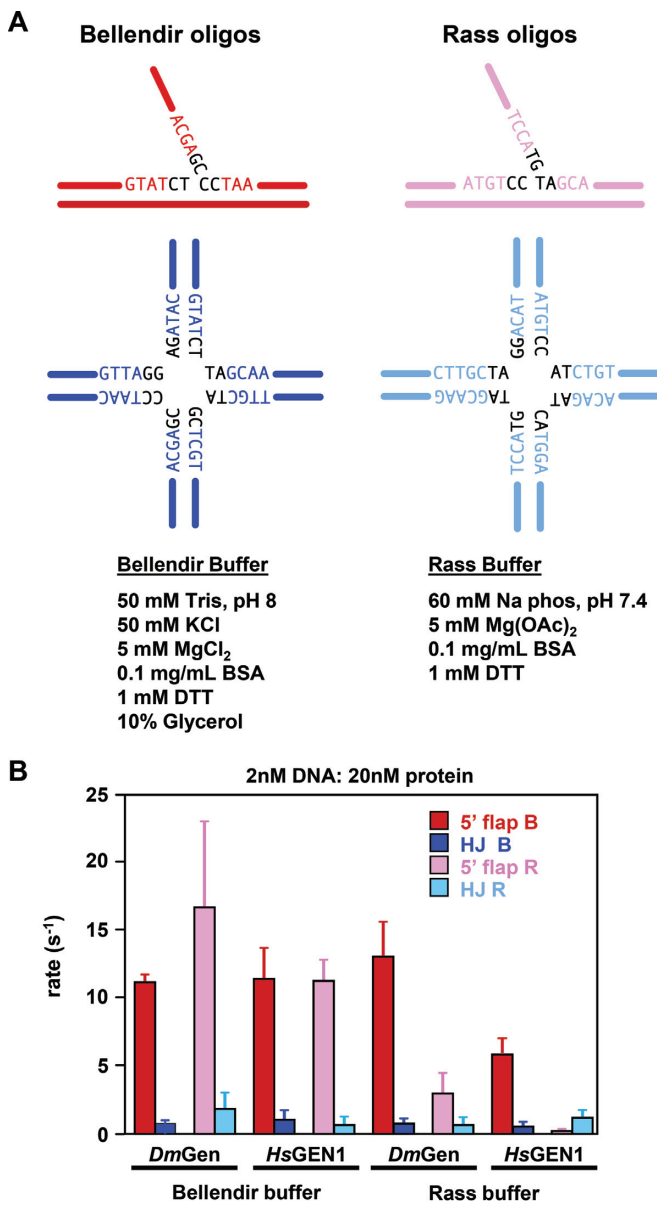 A
Bellendir oligos
Rass oligos
ACGAGC
GTATCT CCCTAA
TCCATG
ATGTCC TAGCA
AGATAC
GTATCT
GTTAGG
TAGCAA
CCTAAC
TTGCTA
ACGAGC
GCTCGT
GGACAT
ATGTCC
CTTGCTA
ATCTGT
TAGCAAG
ACAGAT
TCCATG
CATGGA
Bellendir Buffer
50 mM Tris, pH 8
50 mM KCl
5 mM MgCl2
0.1 mg/mL BSA
1 mM DTT
10% Glycerol
Rass Buffer
60 mM Na phos, pH 7.4
5 mM Mg(OAc)2
0.1 mg/mL BSA
1 mM DTT
B
2nM DNA: 20nM protein
rate (s-1)
25
20
15
10
5
0
5' flap B
HJ B
5' flap R
HJ R
DmGen
HsGEN1
DmGen
HsGEN1
Bellendir buffer
Rass buffer